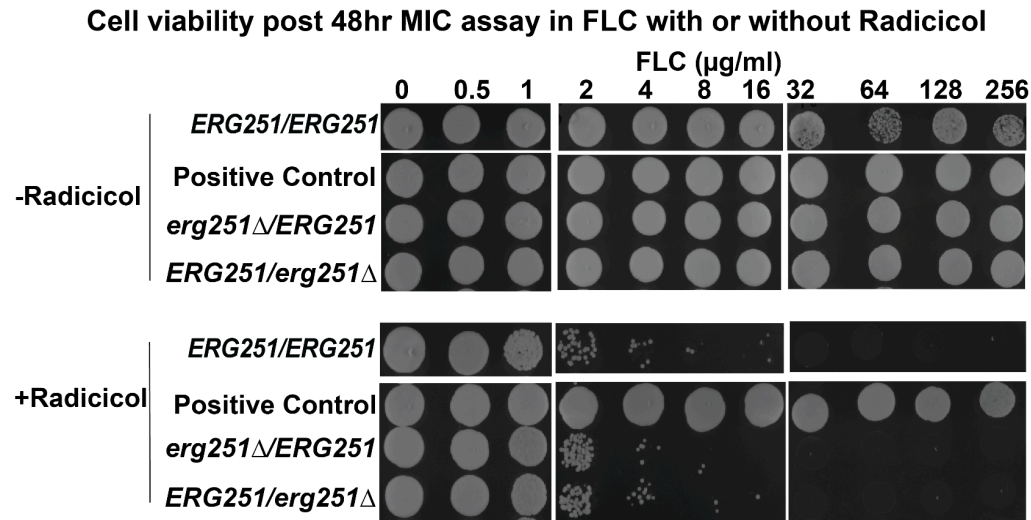 Cell viability post 48hr MIC assay in FLC with or without Radicicol
FLC (µg/ml)
0 0.5 1 2 4 8 16 32 64 128 256
-Radicicol
ERG251/ERG251
Positive Control
erg251Δ/ERG251
ERG251/erg251Δ
+Radicicol
ERG251/ERG251
Positive Control
erg251Δ/ERG251
ERG251/erg251Δ